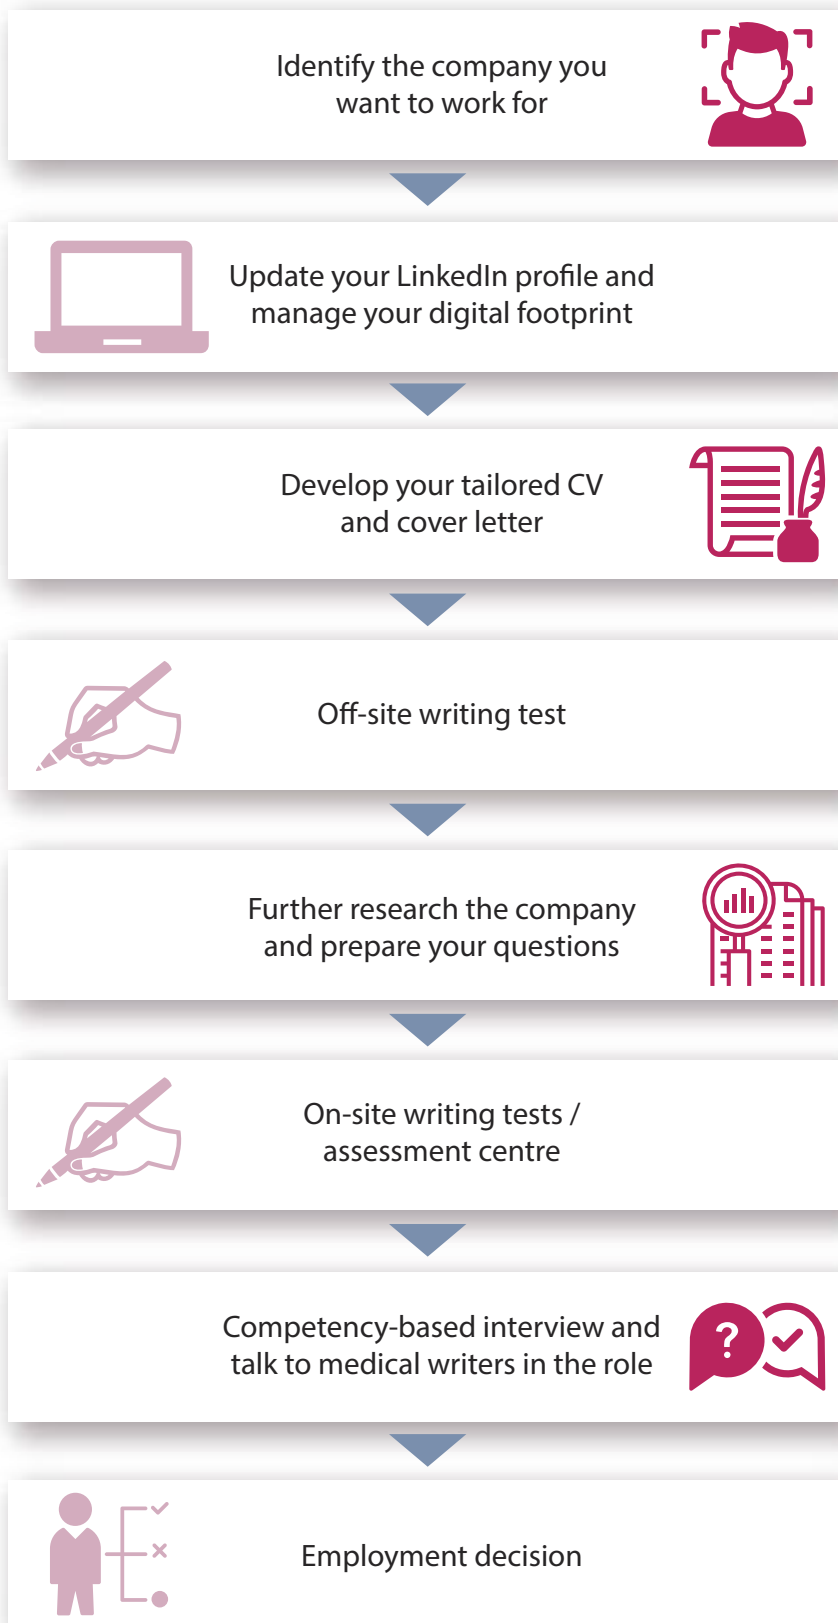 Identify the company you
want to work for
Update your LinkedIn profile and
manage your digital footprint
Develop your tailored CV
and cover letter
Off-site writing test
Further research the company
and prepare your questions
On-site writing tests /
assessment centre
Competency-based interview and
talk to medical writers in the role
?
Employment decision